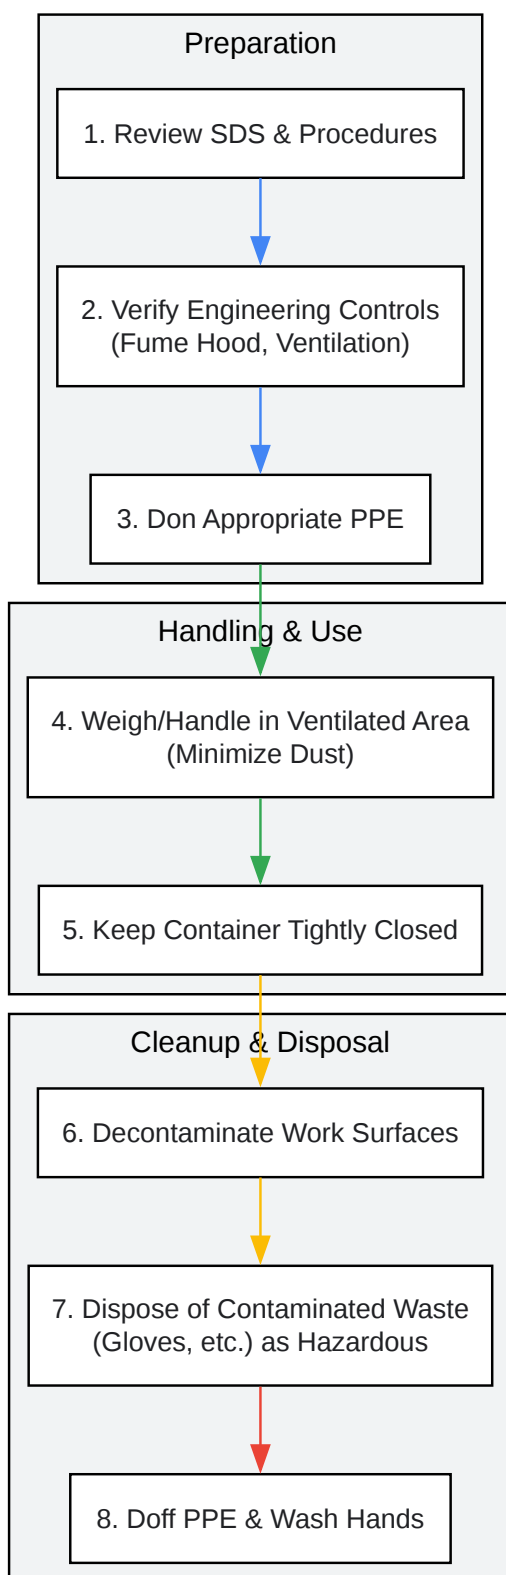 Preparation
1. Review SDS & Procedures
2. Verify Engineering Controls
(Fume Hood, Ventilation)
3. Don Appropriate PPE
Handling & Use
4. Weigh/Handle in Ventilated Area
(Minimize Dust)
5. Keep Container Tightly Closed
Cleanup & Disposal
6. Decontaminate Work Surfaces
7. Dispose of Contaminated Waste
(Gloves, etc.) as Hazardous
8. Doff PPE & Wash Hands